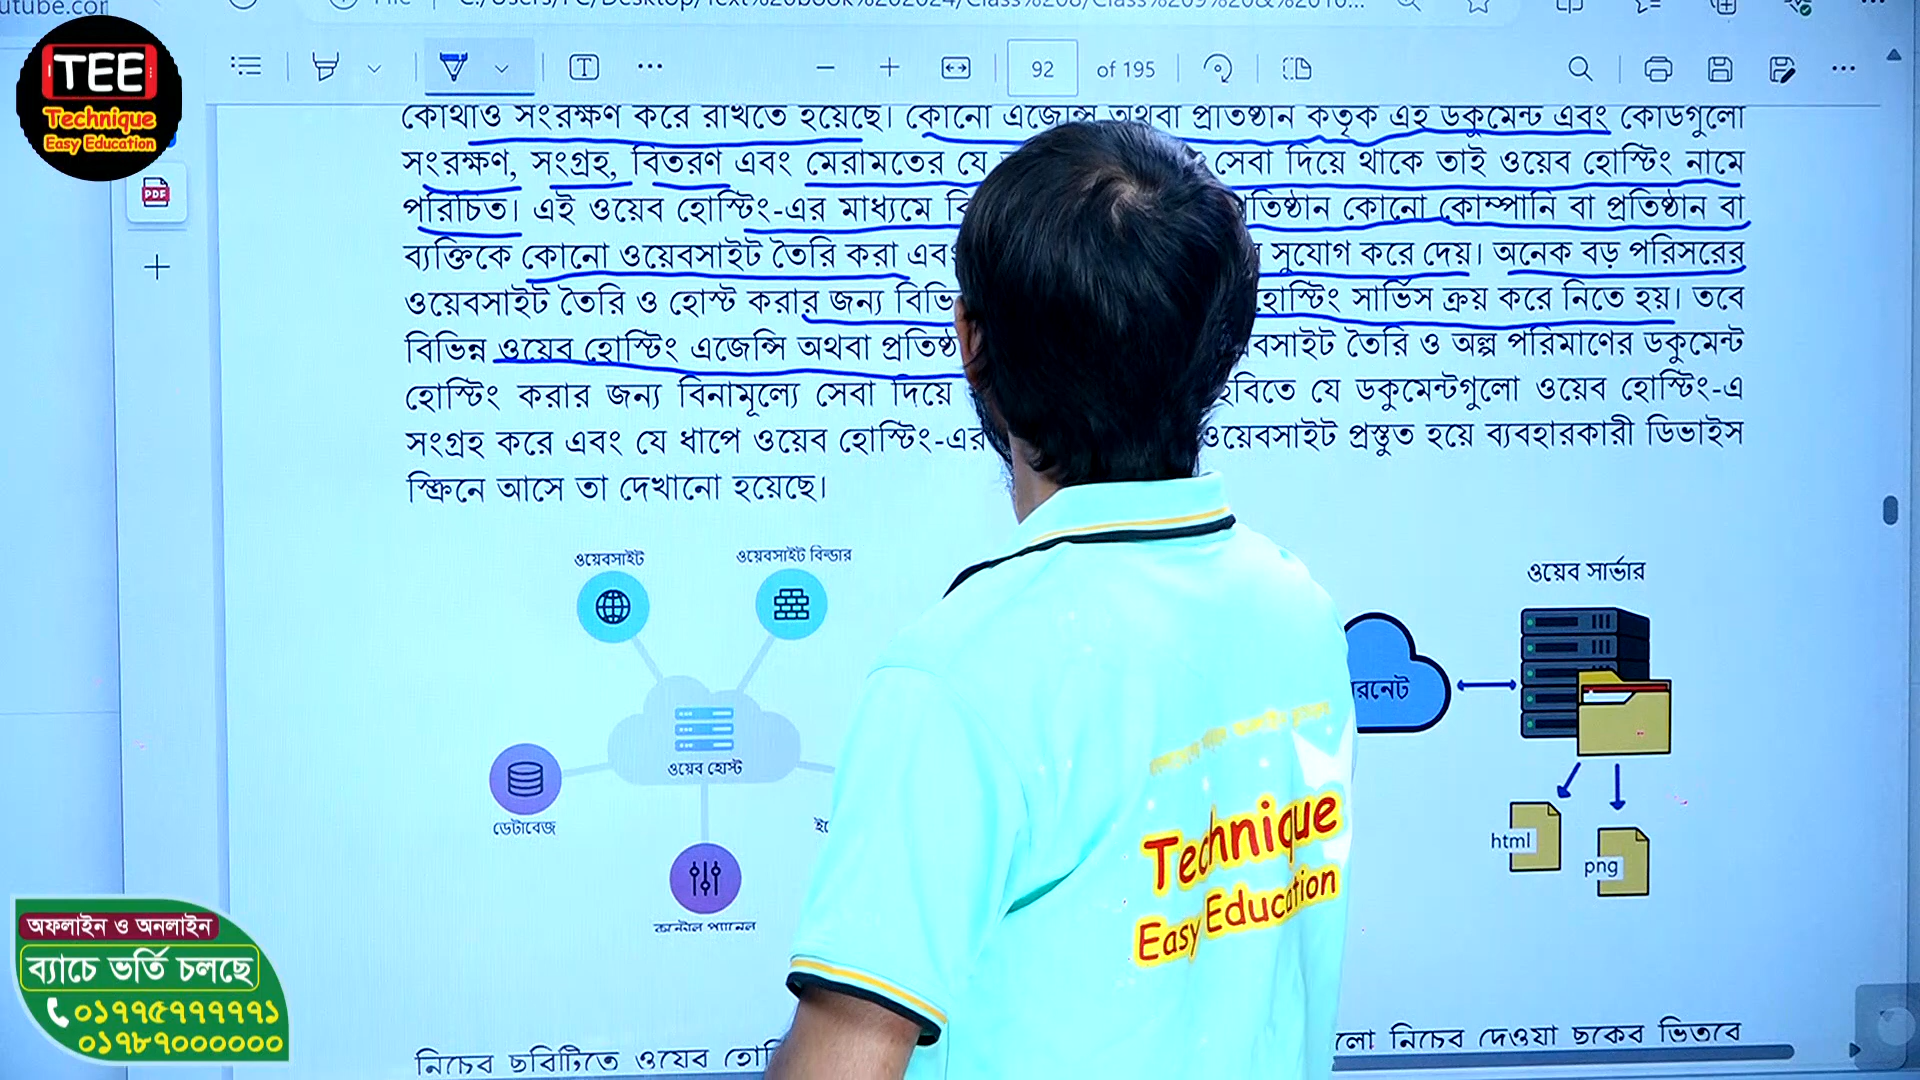 TEE
Technique
Easy Education
92 of 195
PDF
কোথাও সংরক্ষণ করে রাখতে হয়েছে। কোনো এজেন্সি অথবা প্রতিষ্ঠান কতৃক এই ডকুমেন্ট এবং কোডগুলো
সংরক্ষণ, সংগ্রহ, বিতরণ এবং মেরামতের যে সেবা দিয়ে থাকে তাই ওয়েব হোস্টিং নামে
পরিচিত। এই ওয়েব হোস্টিং-এর মাধ্যমে তিষ্ঠান কোনো কোম্পানি বা প্রতিষ্ঠান বা
ব্যক্তিকে কোনো ওয়েবসাইট তৈরি করা এবং সুযোগ করে দেয়। অনেক বড় পরিসরের
ওয়েবসাইট তৈরি ও হোস্ট করার জন্য বিভি হোস্টিং সার্ভিস ক্রয় করে নিতে হয়। তবে
বিভিন্ন ওয়েব হোস্টিং এজেন্সি অথবা প্রতিষ্ঠ বসাইট তৈরি ও অল্প পরিমাণের ডকুমেন্ট
হোস্টিং করার জন্য বিনামূল্যে সেবা দিয়ে ছবিতে যে ডকুমেন্টগুলো ওয়েব হোস্টিং-এ
সংগ্রহ করে এবং যে ধাপে ওয়েব হোস্টিং-এর ওয়েবসাইট প্রস্তুত হয়ে ব্যবহারকারী ডিভাইস
স্ক্রিনে আসে তা দেখানো হয়েছে।
ওয়েবসাইট
ওয়েবসাইট বিল্ডার
ওয়েব সার্ভার
রনেট
ওয়েব হোস্ট
ডেটাবেজ
html
png
কন্ট্রোল প্যানেল
Technique
Easy Education
অফলাইন ও অনলাইন
ব্যাচে ভর্তি চলছে
০১৭৭৫৭৭৭৭৭১
০১৭৮৭০০০০০০
নিচের ছবিটিতে ওয়েব হোস্টি লো নিচের দেওয়া ছকের ভিতরে